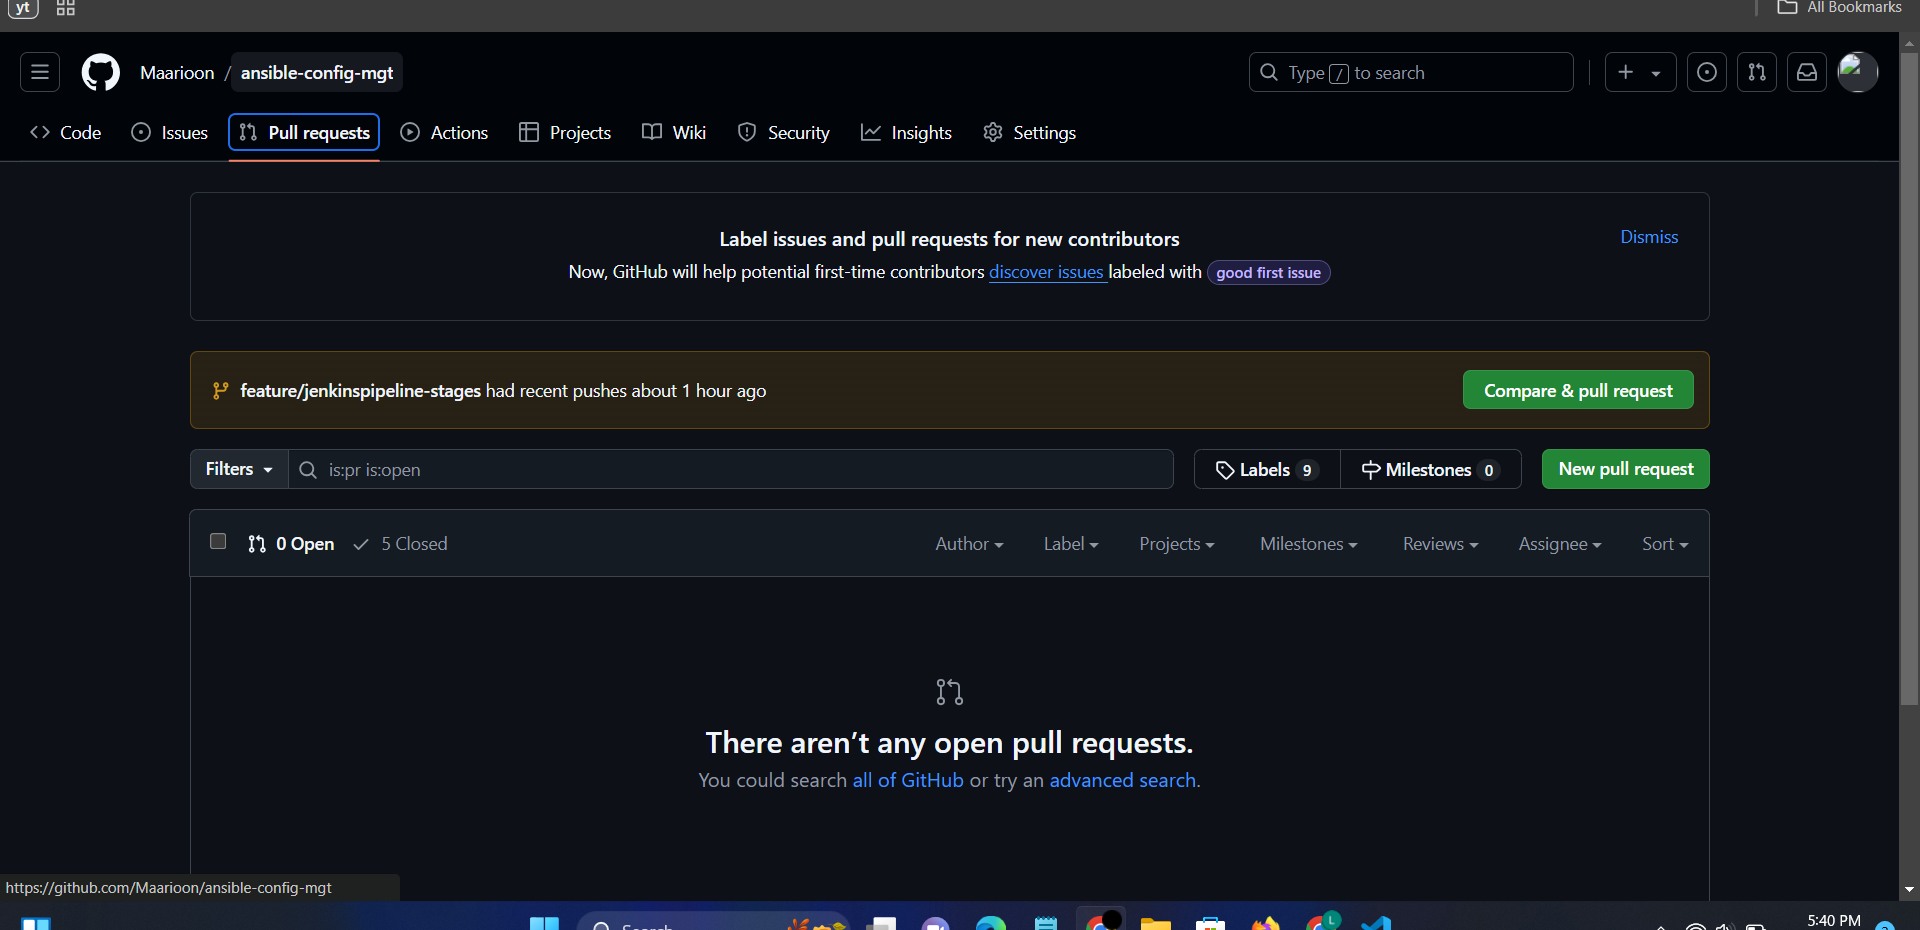 yt
All Bookmarks
Maarioon / ansible-config-mgt
Type / to search
Code Issues Pull requests Actions Projects Wiki Security Insights Settings
Label issues and pull requests for new contributors
Dismiss
Now, GitHub will help potential first-time contributors discover issues labeled with good first issue
feature/jenkinspipeline-stages had recent pushes about 1 hour ago
Compare & pull request
Filters is:pr is:open Labels 9 Milestones 0 New pull request
0 Open 5 Closed Author Label Projects Milestones Reviews Assignee Sort
There aren’t any open pull requests.
You could search all of GitHub or try an advanced search.
https://github.com/Maarioon/ansible-config-mgt
Search
L
5:40 PM